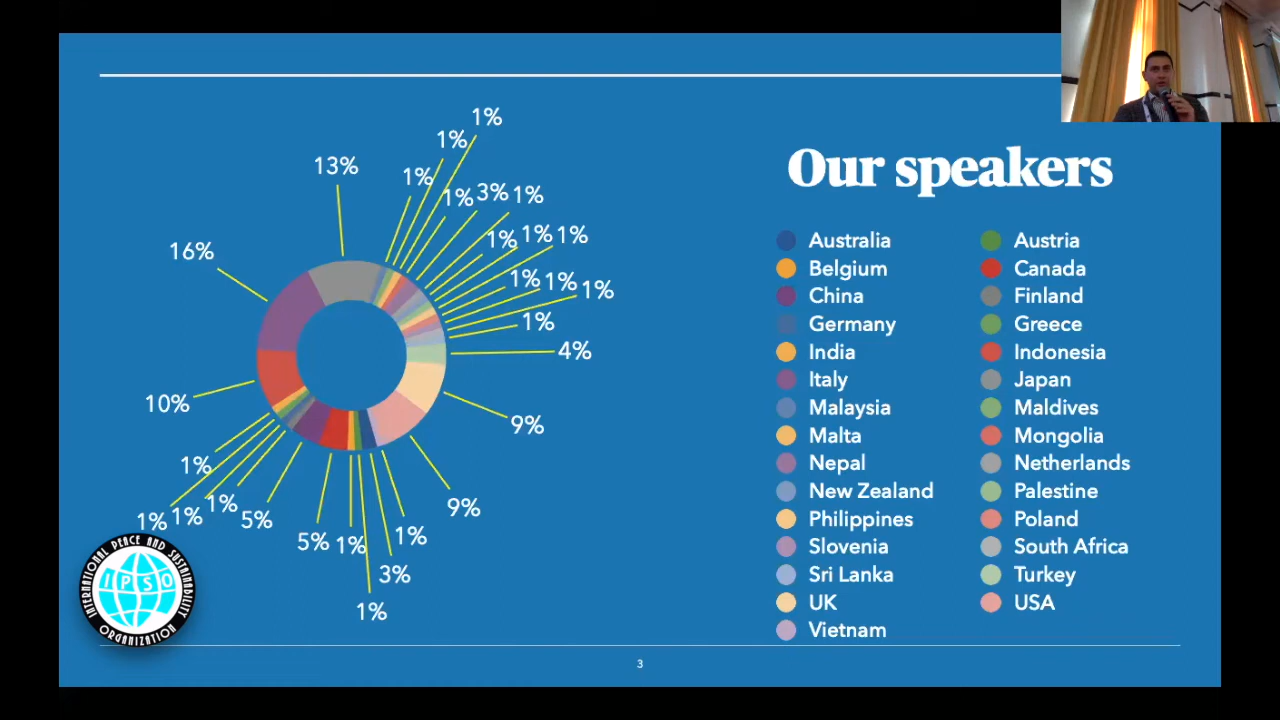 Our speakers
Australia
Austria
Belgium
Canada
China
Finland
Germany
Greece
India
Indonesia
Italy
Japan
Malaysia
Maldives
Malta
Mongolia
Nepal
Netherlands
New Zealand
Palestine
Philippines
Poland
Slovenia
South Africa
Sri Lanka
Turkey
UK
USA
Vietnam
1%
1%
13%
1%
1%
3%
1%
16%
1%
1%
1%
1%
1%
1%
1%
4%
10%
9%
1%
1%
1%
1%
5%
9%
5%
1%
1%
3%
1%
INTERNATIONAL PEACE AND SUSTAINABILITY ORGANIZATION
IPSO
3